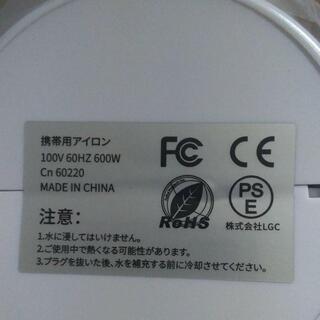 携帯用アイロン
100V 60HZ 600W
Cn 60220
MADE IN CHINA
FC CE
RoHS
PS
E
株式会社LGC
注意:
1.水に浸してはいけません。
2.ご使用中で熱くなる可能性があります。
3.プラグを抜いた後、水を補充する前に冷却させてください。